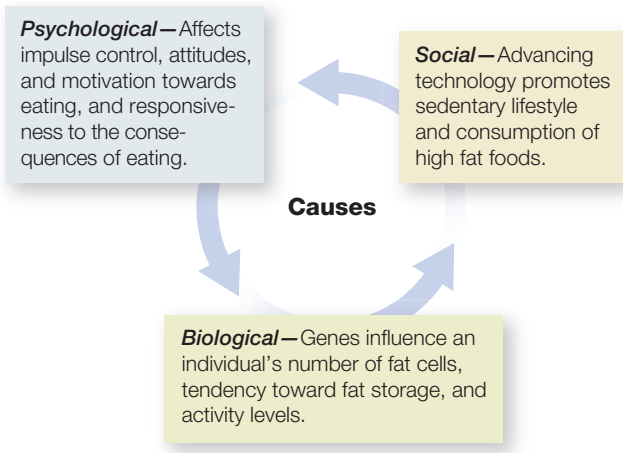 Psychological—Affects
impulse control, attitudes,
and motivation towards
eating, and responsive-
ness to the conse-
quences of eating.
Social—Advancing
technology promotes
sedentary lifestyle
and consumption of
high fat foods.
Causes
Biological—Genes influence an
individual's number of fat cells,
tendency toward fat storage, and
activity levels.